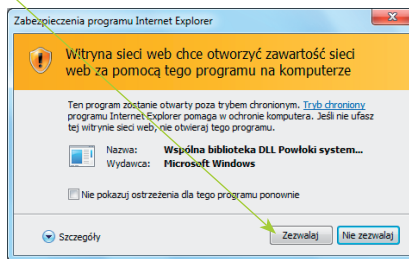 Zabezpieczenia programu Internet Explorer
Witryna sieci web chce otworzyć zawartość sieci
web za pomocą tego programu na komputerze
Ten program zostanie otwarty poza trybem chronionym. Tryb chroniony
programu Internet Explorer pomaga w ochronie komputera. Jeśli nie ufasz
tej witrynie sieci web, nie otwieraj tego programu.
Nazwa: Wspólna biblioteka DLL Powłoki system...
Wydawca: Microsoft Windows
Nie pokazuj ostrzeżenia dla tego programu ponownie
Szczegóły
Zezwalaj
Nie zezwalaj